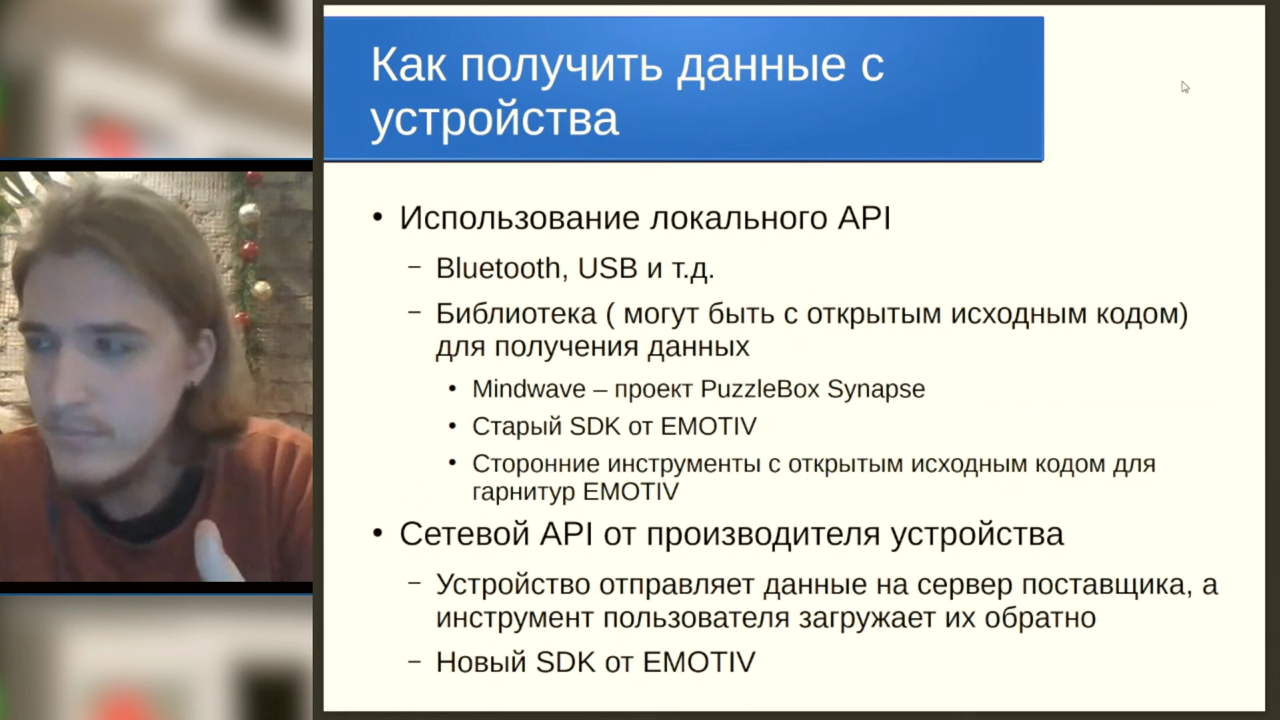 Как получить данные с
устройства
• Использование локального API
– Bluetooth, USB и т.д.
– Библиотека ( могут быть с открытым исходным кодом)
для получения данных
• Mindwave – проект PuzzleBox Synapse
• Старый SDK от EMOTIV
• Сторонние инструменты с открытым исходным кодом для
гарнитур EMOTIV
• Сетевой API от производителя устройства
– Устройство отправляет данные на сервер поставщика, а
инструмент пользователя загружает их обратно
– Новый SDK от EMOTIV